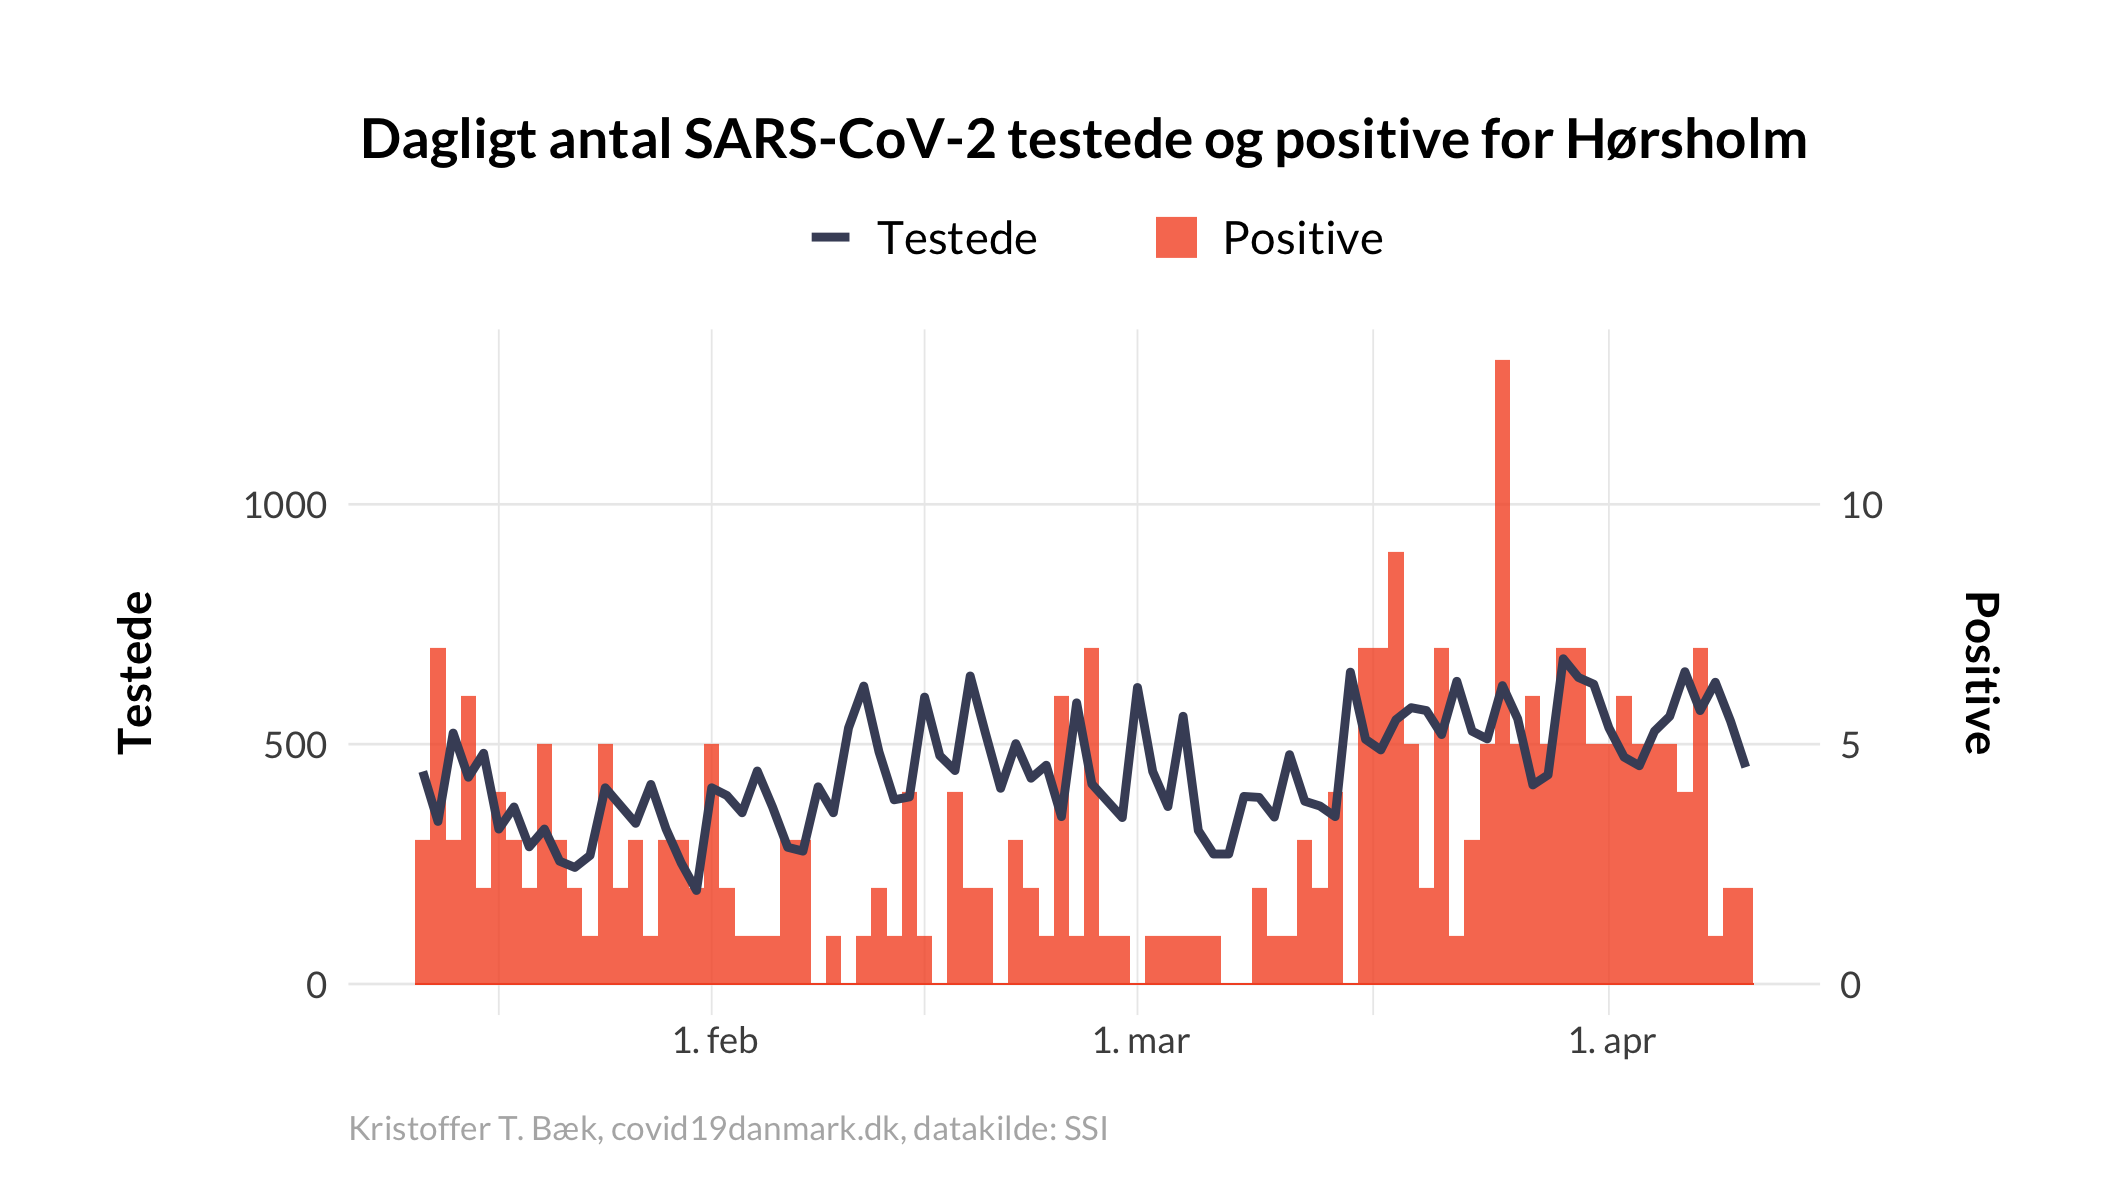 Dagligt antal SARS-CoV-2 testede og positive for Hørsholm
Testede
Positive
1000
500
0
Testede
10
5
0
Positive
1. feb
1. mar
1. apr
Kristoffer T. Bæk, covid19danmark.dk, datakilde: SSI